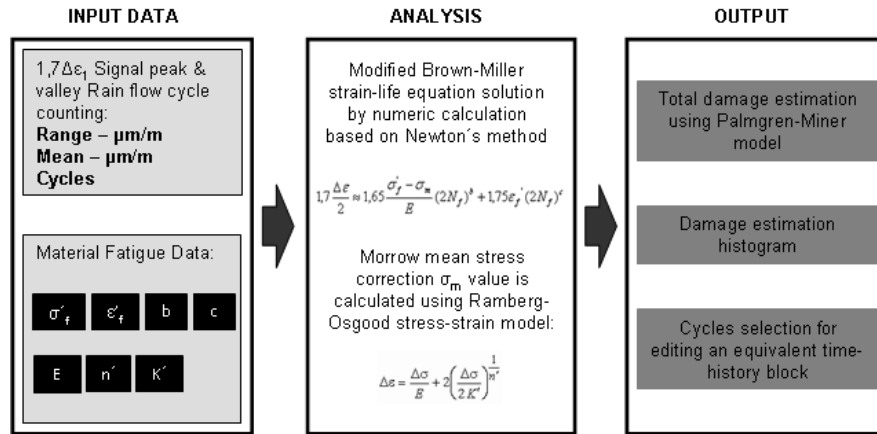 INPUT DATA
1,7Δε₁ Signal peak &
valley Rain flow cycle
counting:
Range – µm/m
Mean – µm/m
Cycles
Material Fatigue Data:
σ´f ε'f b c
E n´ K´
ANALYSIS
Modified Brown-Miller
strain-life equation solution
by numeric calculation
based on Newton´s method
1,7 Δε/2 ≈ 1,65 (σ'f − σm)/E (2Nf)^b + 1,75εf'(2Nf)^c
Morrow mean stress
correction σm value is
calculated using Ramberg-
Osgood stress-strain model:
Δε = Δσ/E + 2(Δσ/2K')^(1/n')
OUTPUT
Total damage estimation
using Palmgren-Miner
model
Damage estimation
histogram
Cycles selection for
editing an equivalent time-
history block